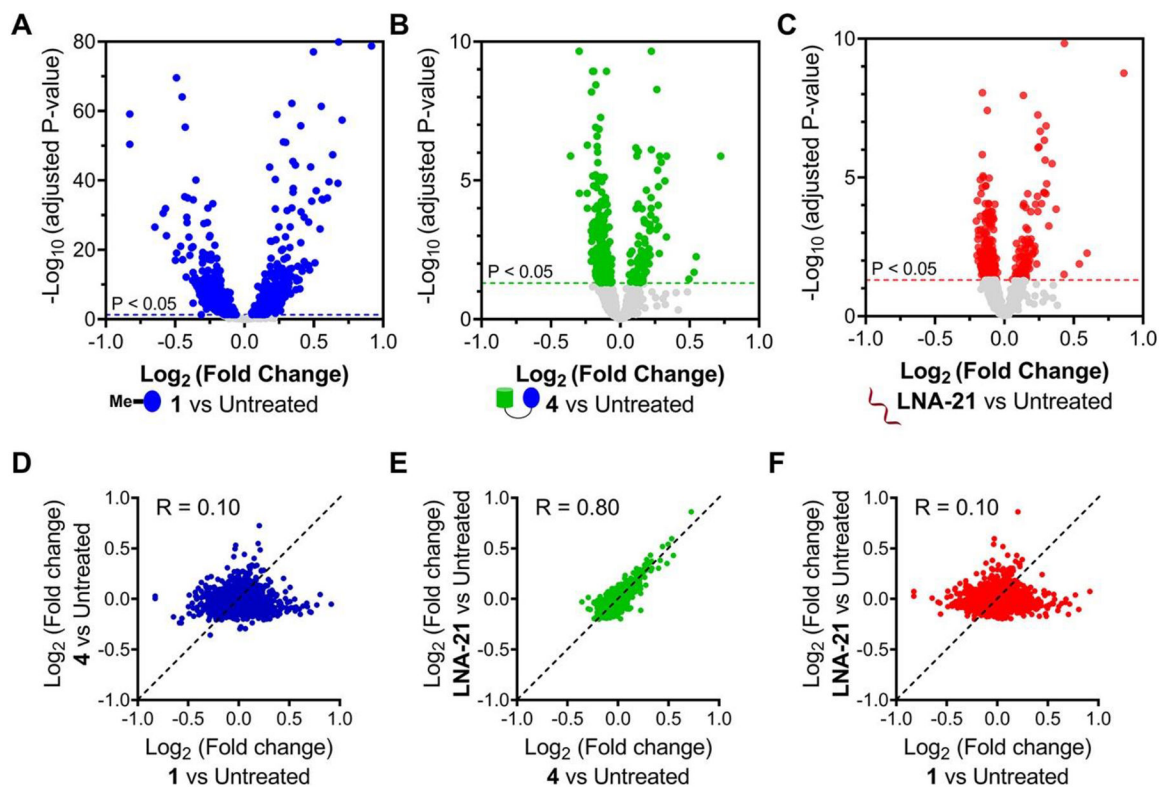 A
B
C
-Log10 (adjusted P-value)
80
60
40
20
0
P < 0.05
-1.0 -0.5 0.0 0.5 1.0
Log2 (Fold Change)
Me 1 vs Untreated
-Log10 (adjusted P-value)
10
5
0
P < 0.05
-1.0 -0.5 0.0 0.5 1.0
Log2 (Fold Change)
4 vs Untreated
-Log10 (adjusted P-value)
10
5
0
P < 0.05
-1.0 -0.5 0.0 0.5 1.0
Log2 (Fold Change)
LNA-21 vs Untreated
D
E
F
Log2 (Fold change)
4 vs Untreated
1.0
0.5
0.0
-0.5
-1.0
R = 0.10
-1.0 -0.5 0.0 0.5 1.0
Log2 (Fold change)
1 vs Untreated
Log2 (Fold change)
LNA-21 vs Untreated
1.0
0.5
0.0
-0.5
-1.0
R = 0.80
-1.0 -0.5 0.0 0.5 1.0
Log2 (Fold change)
4 vs Untreated
Log2 (Fold change)
LNA-21 vs Untreated
1.0
0.5
0.0
-0.5
-1.0
R = 0.10
-1.0 -0.5 0.0 0.5 1.0
Log2 (Fold change)
1 vs Untreated